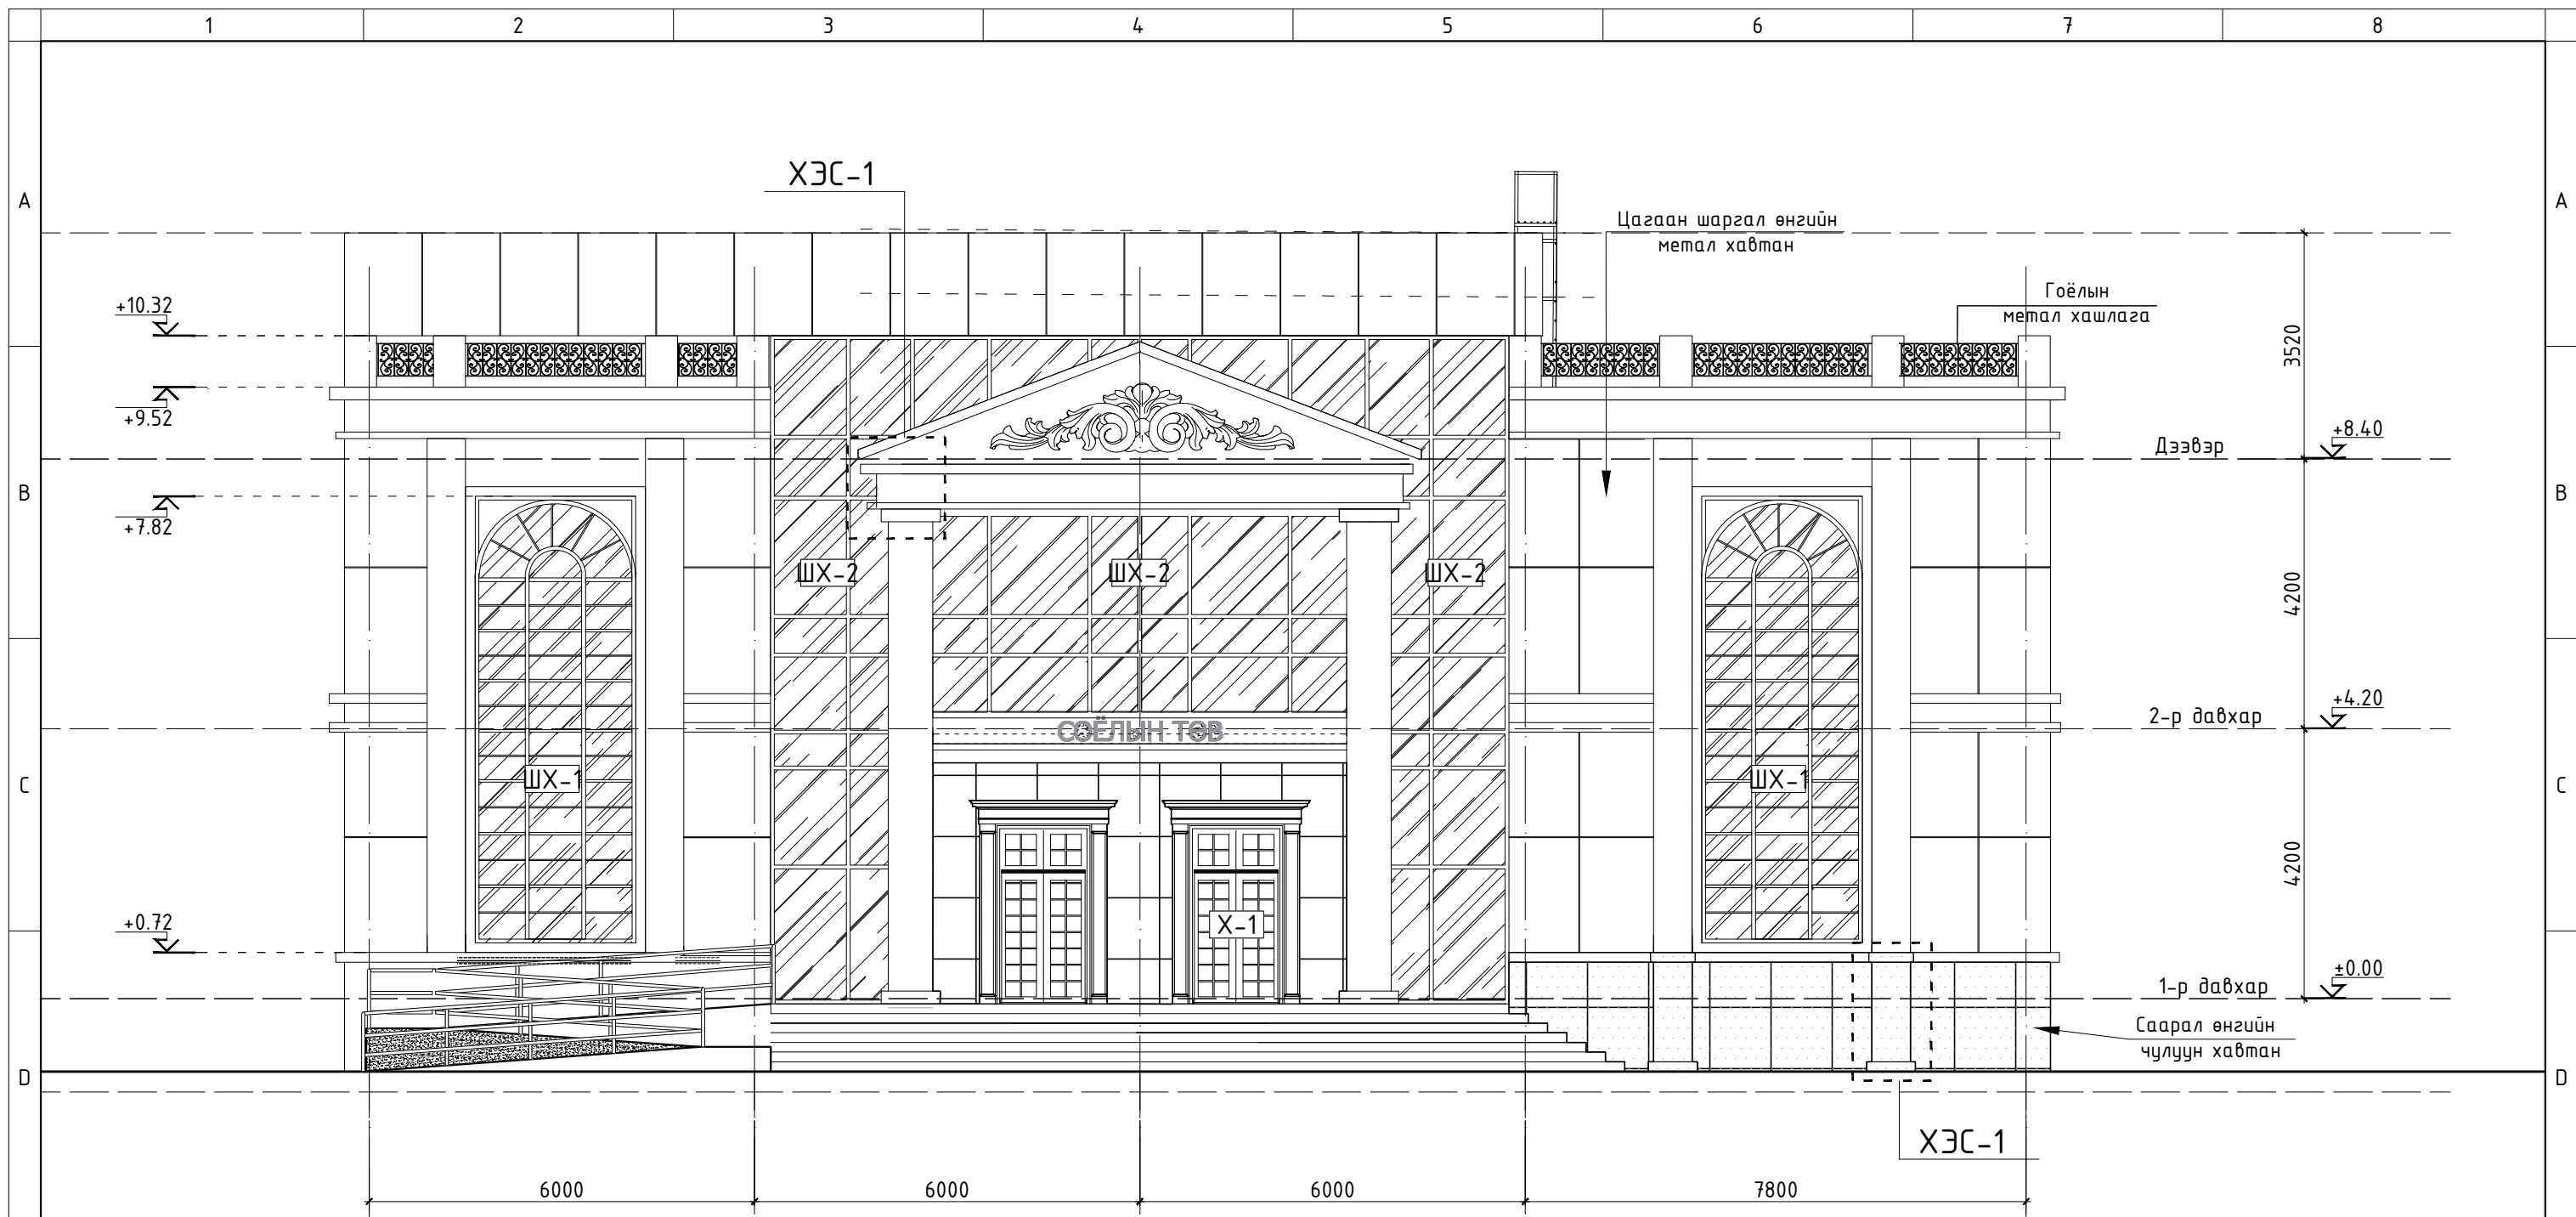 1 2 3 4 5 6 7 8
A A
ХЭС-1
Цагаан шаргал өнгийн
метал хавтан
Гоёлын
метал хашлага
+10.32
3520
+9.52
Дээвэр
+8.40
B B
+7.82
ШХ-2 ШХ-2 ШХ-2
4200
2-р давхар
+4.20
СОЁЛЫН ТӨВ
ШХ-1 ШХ-1
C C
4200
+0.72
Х-1
1-р давхар
±0.00
Саарал өнгийн
чулуун хавтан
D D
ХЭС-1
6000 6000 6000 7800